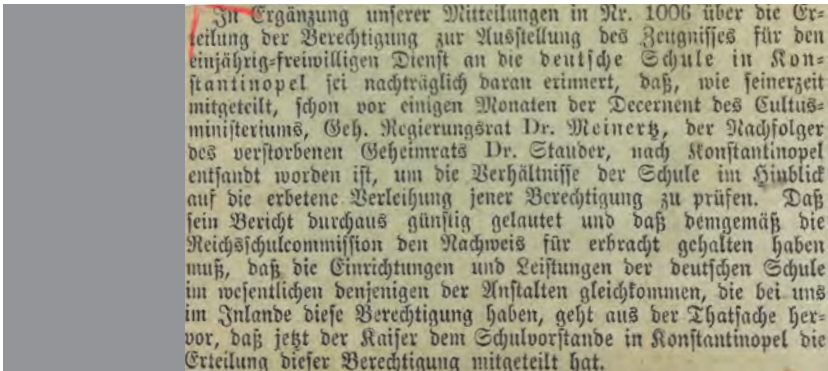 In Ergänzung unserer Mitteilungen in Nr. 1006 über die Er-
teilung der Berechtigung zur Ausstellung des Zeugnisses für den
einjährig-freiwilligen Dienst an die deutsche Schule in Kon-
stantinopel sei nachträglich daran erinnert, daß, wie seinerzeit
mitgeteilt, schon vor einigen Monaten der Decernent des Cultus-
ministeriums, Geh. Regierungsrat Dr. Meinertz, der Nachfolger
des verstorbenen Geheimrats Dr. Stauder, nach Konstantinopel
entsandt worden ist, um die Verhältnisse der Schule im Hinblick
auf die erbetene Verleihung jener Berechtigung zu prüfen. Daß
sein Bericht durchaus günstig gelautet und daß demgemäß die
Reichsschulcommission den Nachweis für erbracht gehalten haben
muß, daß die Einrichtungen und Leistungen der deutschen Schule
im wesentlichen denjenigen der Anstalten gleichkommen, die bei uns
im Inlande diese Berechtigung haben, geht aus der Thatsache her-
vor, daß jetzt der Kaiser dem Schulvorstande in Konstantinopel die
Erteilung dieser Berechtigung mitgeteilt hat.